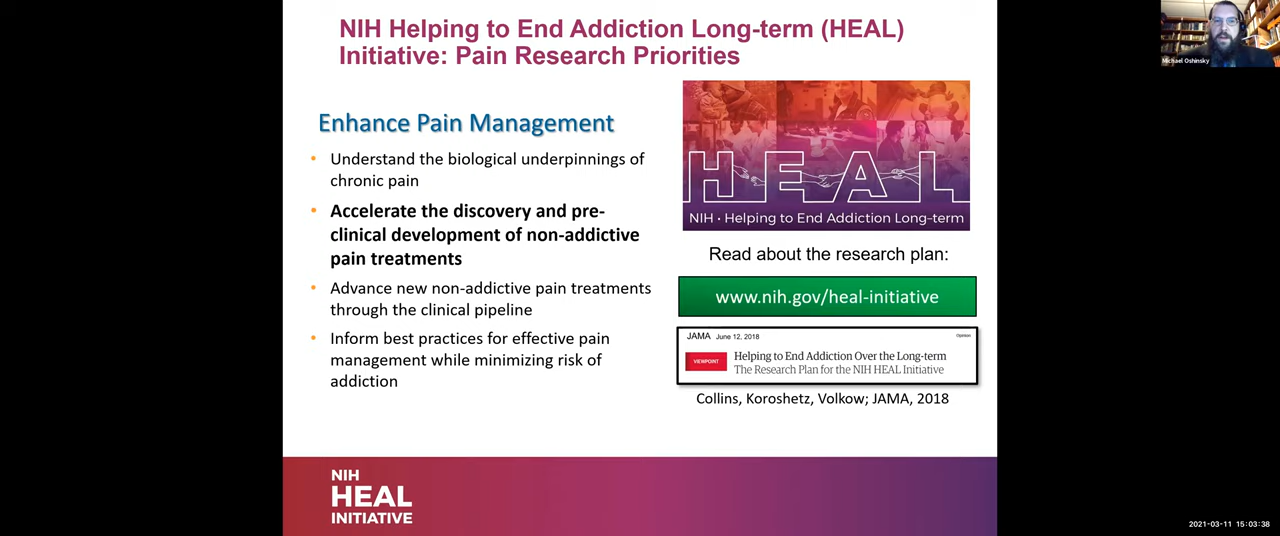 NIH Helping to End Addiction Long-term (HEAL)
Initiative: Pain Research Priorities
Michael Oshinsky
Enhance Pain Management
• Understand the biological underpinnings of
chronic pain
• Accelerate the discovery and pre-
clinical development of non-addictive
pain treatments
• Advance new non-addictive pain treatments
through the clinical pipeline
• Inform best practices for effective pain
management while minimizing risk of
addiction
HEAL
NIH • Helping to End Addiction Long-term
Read about the research plan:
www.nih.gov/heal-initiative
JAMA June 12, 2018
Opinion
VIEWPOINT
Helping to End Addiction Over the Long-term
The Research Plan for the NIH HEAL Initiative
Collins, Koroshetz, Volkow; JAMA, 2018
NIH
HEAL
INITIATIVE
2021-03-11 15:03:38